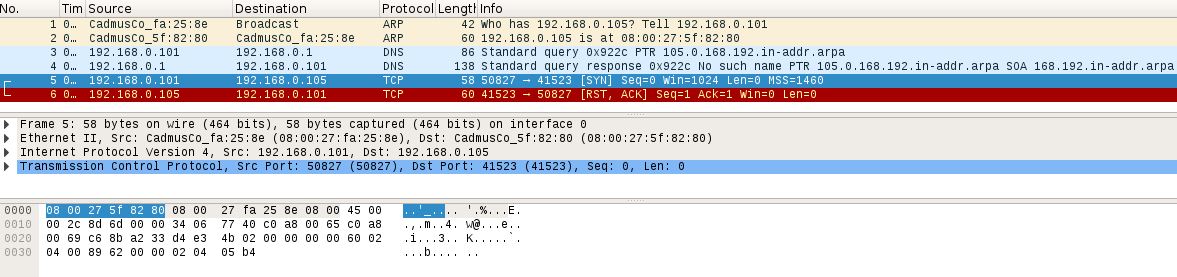 No. Tim Source Destination Protocol Length Info
1 0… CadmusCo_fa:25:8e Broadcast ARP 42 Who has 192.168.0.105? Tell 192.168.0.101
2 0… CadmusCo_5f:82:80 CadmusCo_fa:25:8e ARP 60 192.168.0.105 is at 08:00:27:5f:82:80
3 0… 192.168.0.101 192.168.0.1 DNS 86 Standard query 0x922c PTR 105.0.168.192.in-addr.arpa
4 0… 192.168.0.1 192.168.0.101 DNS 138 Standard query response 0x922c No such name PTR 105.0.168.192.in-addr.arpa SOA 168.192.in-addr.arpa
5 0… 192.168.0.101 192.168.0.105 TCP 58 50827 → 41523 [SYN] Seq=0 Win=1024 Len=0 MSS=1460
6 0… 192.168.0.105 192.168.0.101 TCP 60 41523 → 50827 [RST, ACK] Seq=1 Ack=1 Win=0 Len=0
Frame 5: 58 bytes on wire (464 bits), 58 bytes captured (464 bits) on interface 0
Ethernet II, Src: CadmusCo_fa:25:8e (08:00:27:fa:25:8e), Dst: CadmusCo_5f:82:80 (08:00:27:5f:82:80)
Internet Protocol Version 4, Src: 192.168.0.101, Dst: 192.168.0.105
Transmission Control Protocol, Src Port: 50827 (50827), Dst Port: 41523 (41523), Seq: 0, Len: 0
0000 08 00 27 5f 82 80 08 00 27 fa 25 8e 08 00 45 00 ..'_.... '.%...E.
0010 00 2c 8d 6d 00 00 34 06 77 40 c0 a8 00 65 c0 a8 .,.m..4. w@...e..
0020 00 69 c6 8b a2 33 d4 e3 4b 02 00 00 00 00 60 02 .i...3.. K.....`.
0030 04 00 89 62 00 00 02 04 05 b4 ...b.... ..